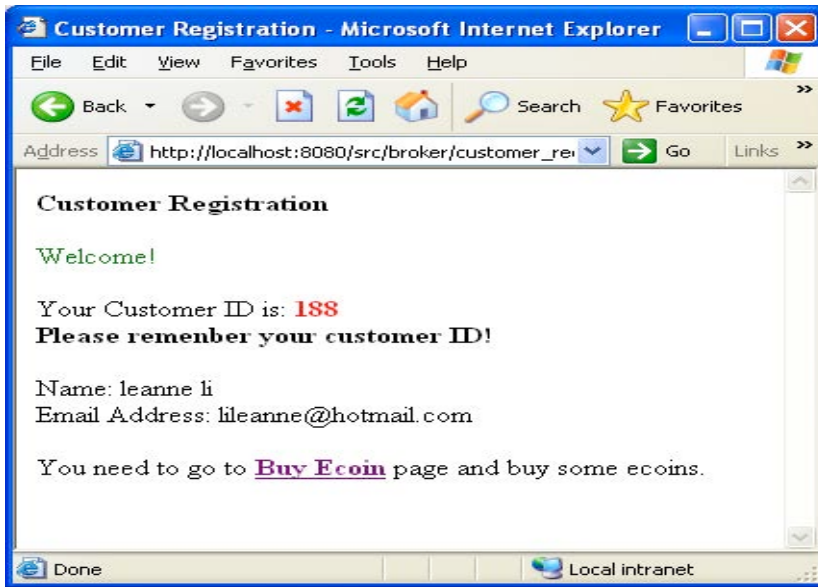 Customer Registration - Microsoft Internet Explorer
File Edit View Favorites Tools Help
Back Search Favorites »
Address http://localhost:8080/src/broker/customer_re Go Links »
Customer Registration
Welcome!
Your Customer ID is: 188
Please remenber your customer ID!
Name: leanne li
Email Address: lileanne@hotmail.com
You need to go to Buy Ecoin page and buy some ecoins.
Done Local intranet